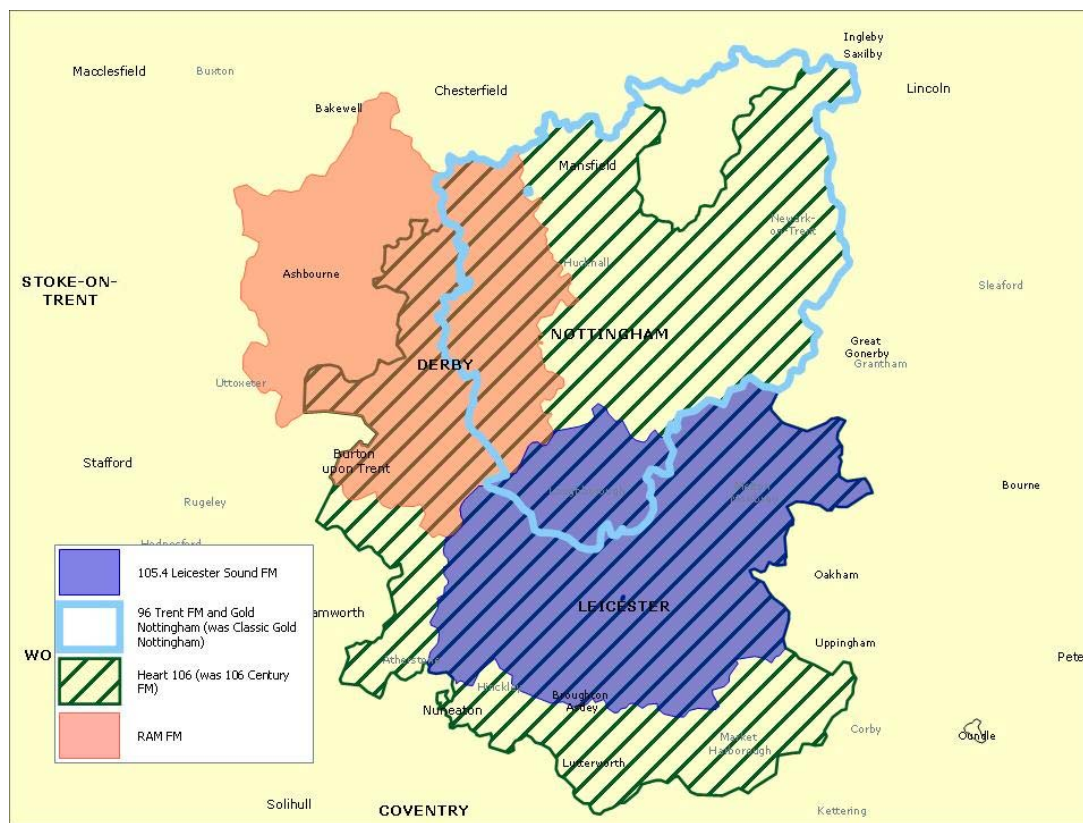 Ingleby
Saxilby
Macclesfield
Buxton
Chesterfield
Lincoln
Bakewell
Mansfield
Newark-
on-Trent
Hucknall
Ashbourne
STOKE-ON-
TRENT
Sleaford
NOTTINGHAM
Great
Gonerby
Grantham
DERBY
Uttoxeter
Burton
upon Trent
Stafford
Bourne
Rugeley
Loughborough
105.4 Leicester Sound FM
Oakham
96 Trent FM and Gold
Nottingham (was Classic Gold
Nottingham)
LEICESTER
amworth
Uppingham
WO
Pete
Atherstone
Heart 106 (was 106 Century
FM)
Hinckley
Broughton
Astley
Nuneaton
Corby
Oundle
RAM FM
Market
Harborough
Lutterworth
Solihull
COVENTRY
Kettering